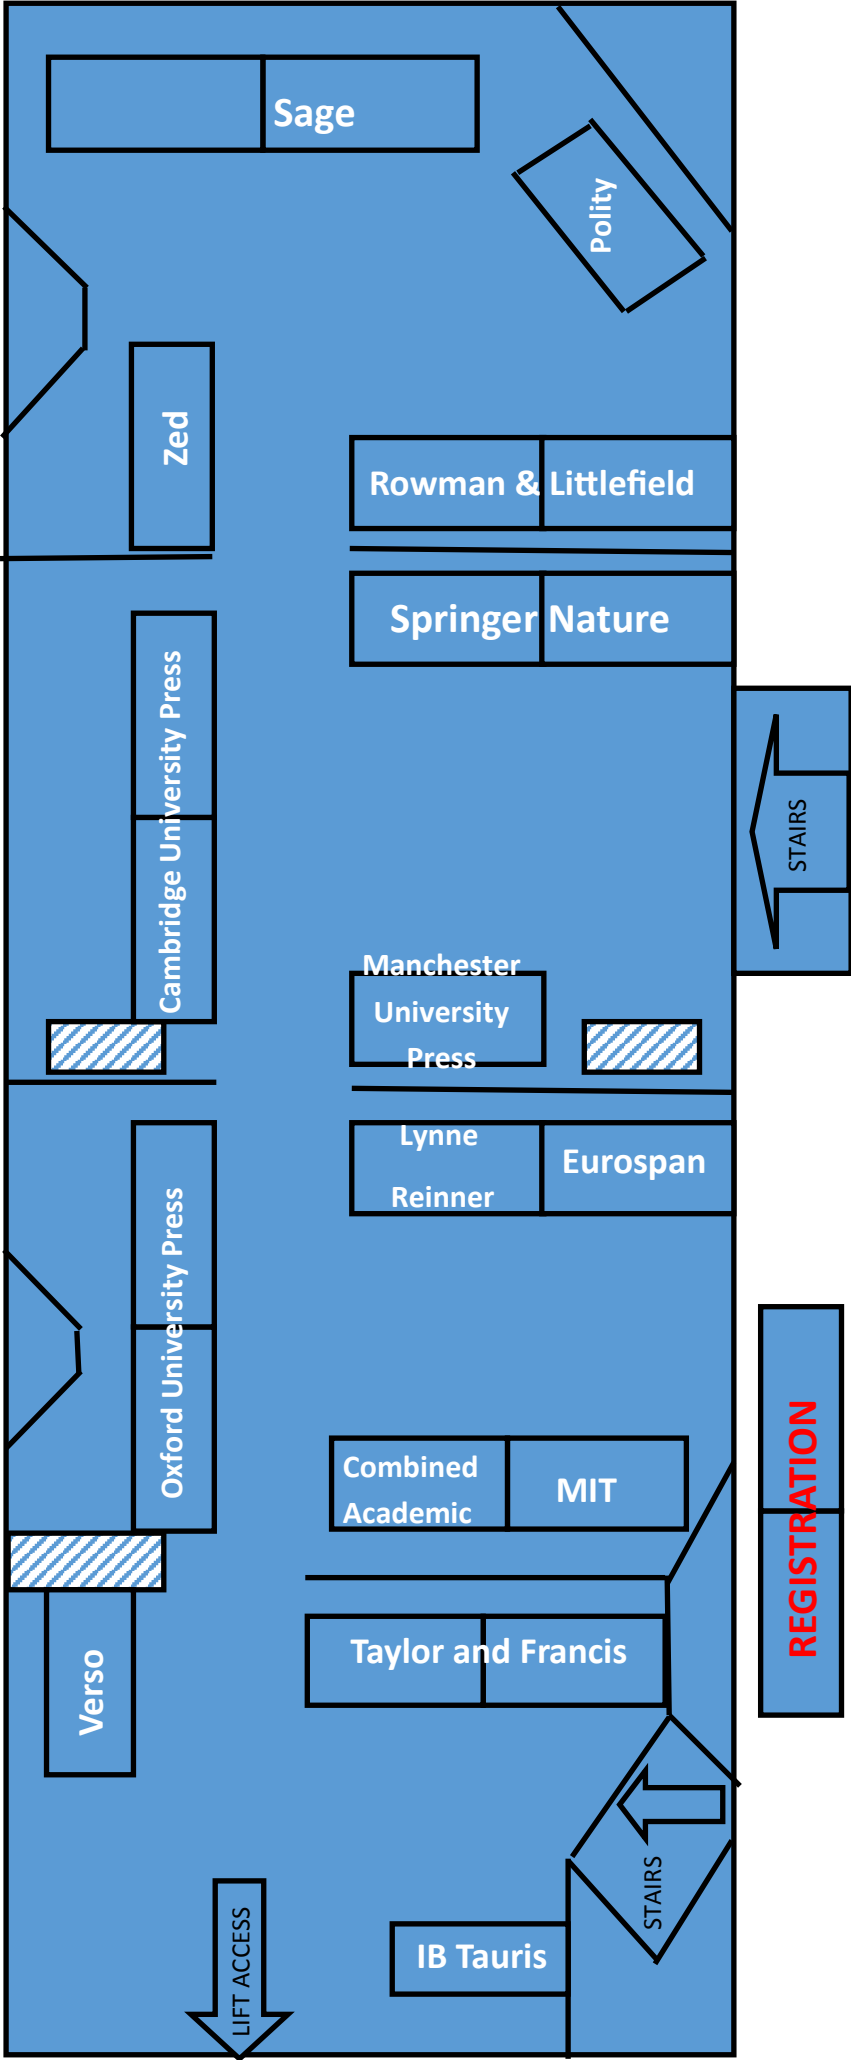 Sage
Polity
Zed
Rowman & Littlefield
Springer Nature
Cambridge University Press
STAIRS
Manchester
University
Press
Lynne
Reinner
Eurospan
Oxford University Press
REGISTRATION
Combined
Academic
MIT
Taylor and Francis
Verso
STAIRS
LIFT ACCESS
IB Tauris